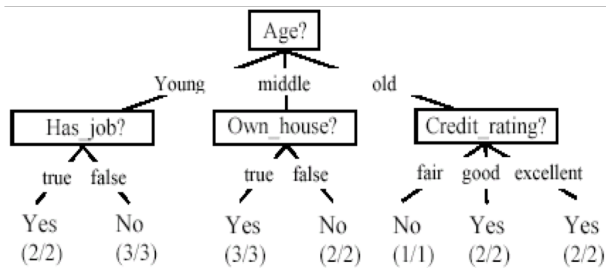 Age?
Young middle old
Has_job? Own_house? Credit_rating?
true false true false fair good excellent
Yes No Yes No No Yes Yes
(2/2) (3/3) (3/3) (2/2) (1/1) (2/2) (2/2)